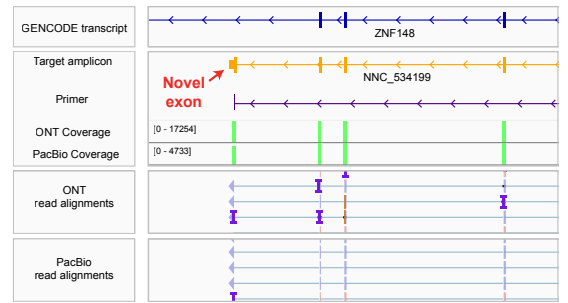 GENCODE transcript
ZNF148
Target amplicon
Novel
exon
NNC_534199
Primer
ONT Coverage
[0 - 17254]
PacBio Coverage
[0 - 4733]
ONT
read alignments
PacBio
read alignments